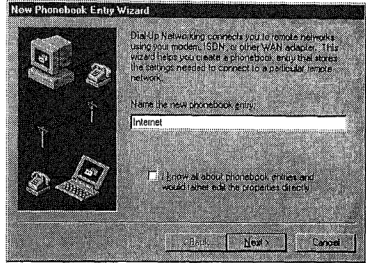 New Phonebook Entry Wizard
Dial-Up Networking connects you to remote networks
using your modem, ISDN, or other WAN adapter. This
wizard helps you create a phonebook entry that stores
the settings needed to connect to a particular remote
network.
Name the new phonebook entry:
Internet
I know all about phonebook entries and
would rather edit the properties directly
< Back
Next >
Cancel